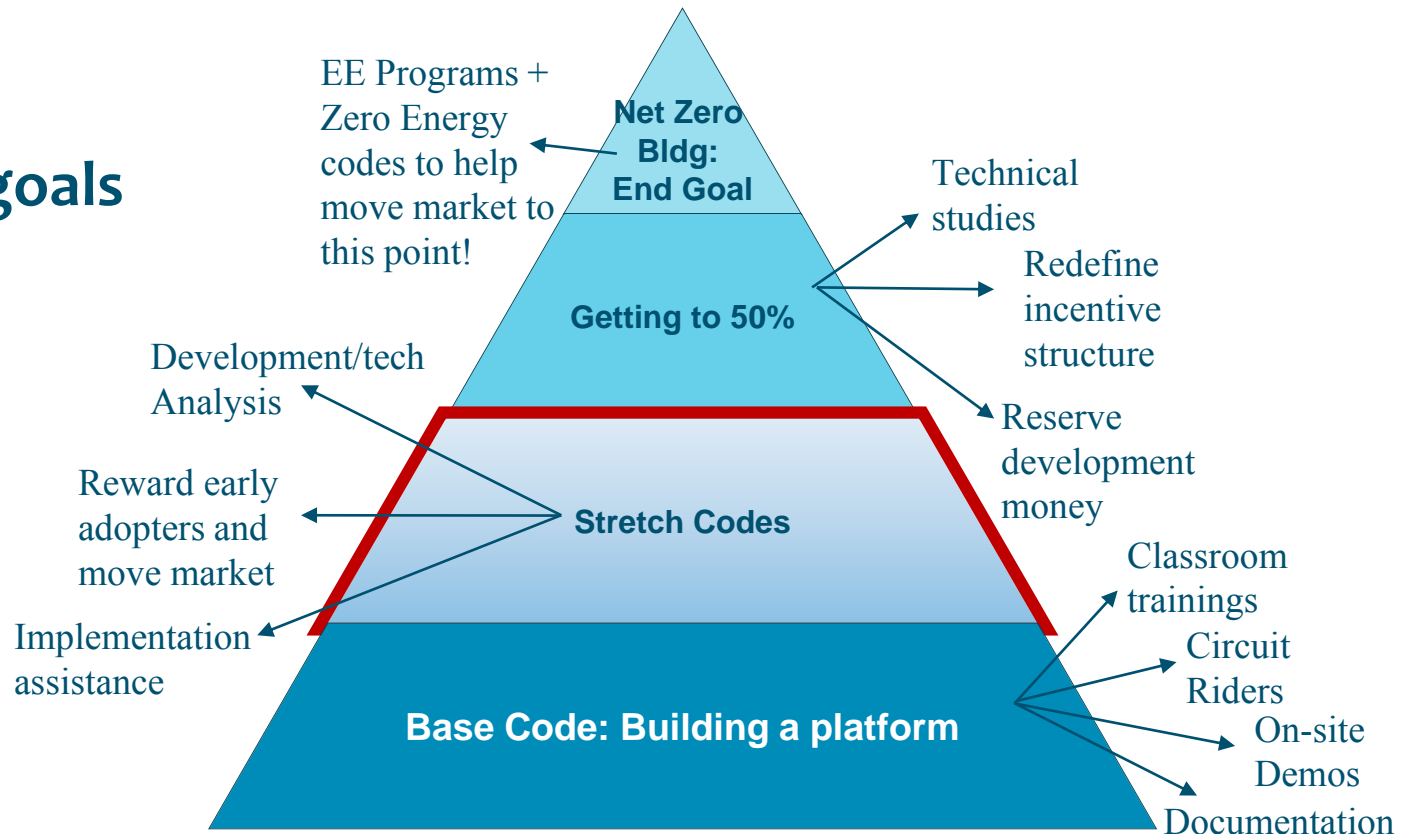 goals
EE Programs +
Zero Energy
codes to help
move market to
this point!
Net Zero
Bldg:
End Goal
Technical
studies
Redefine
incentive
structure
Reserve
development
money
Getting to 50%
Development/tech
Analysis
Reward early
adopters and
move market
Implementation
assistance
Stretch Codes
Classroom
trainings
Circuit
Riders
On-site
Demos
Documentation
Base Code: Building a platform